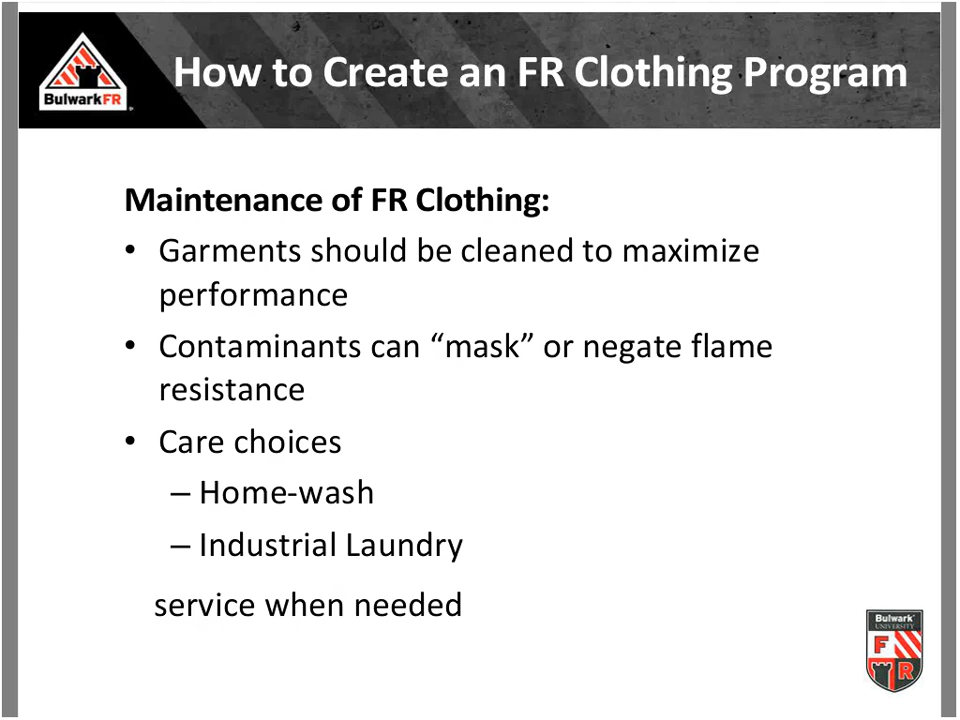 How to Create an FR Clothing Program
BulwarkFR
Maintenance of FR Clothing:
• Garments should be cleaned to maximize
performance
• Contaminants can “mask” or negate flame
resistance
• Care choices
– Home-wash
– Industrial Laundry
service when needed
Bulwark
UNIVERSITY
F
R